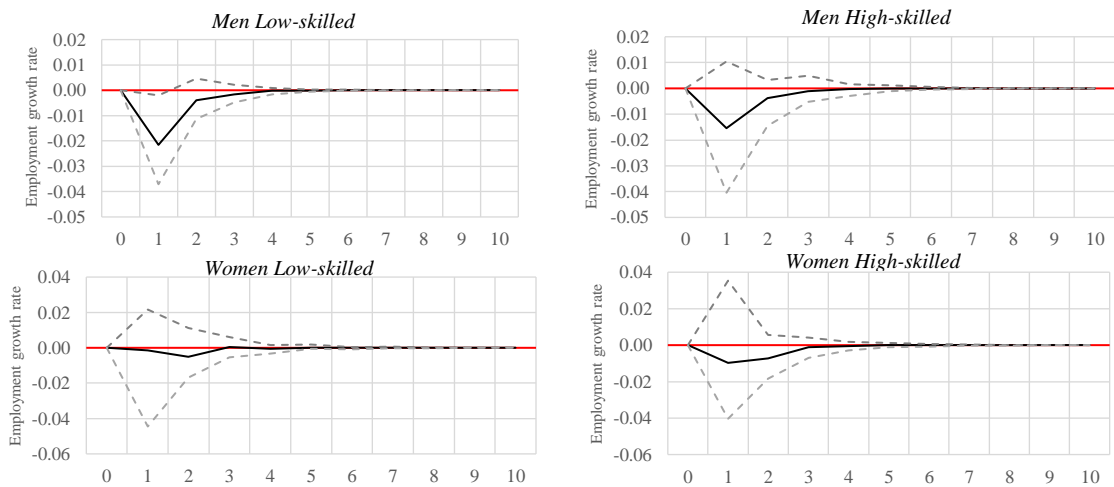 Men Low-skilled
Employment growth rate
0.02
0.01
0.00
-0.01
-0.02
-0.03
-0.04
-0.05
0 1 2 3 4 5 6 7 8 9 10
Men High-skilled
Employment growth rate
0.02
0.01
0.00
-0.01
-0.02
-0.03
-0.04
-0.05
0 1 2 3 4 5 6 7 8 9 10
Women Low-skilled
Employment growth rate
0.04
0.02
0.00
-0.02
-0.04
-0.06
0 1 2 3 4 5 6 7 8 9 10
Women High-skilled
Employment growth rate
0.04
0.02
0.00
-0.02
-0.04
-0.06
0 1 2 3 4 5 6 7 8 9 10